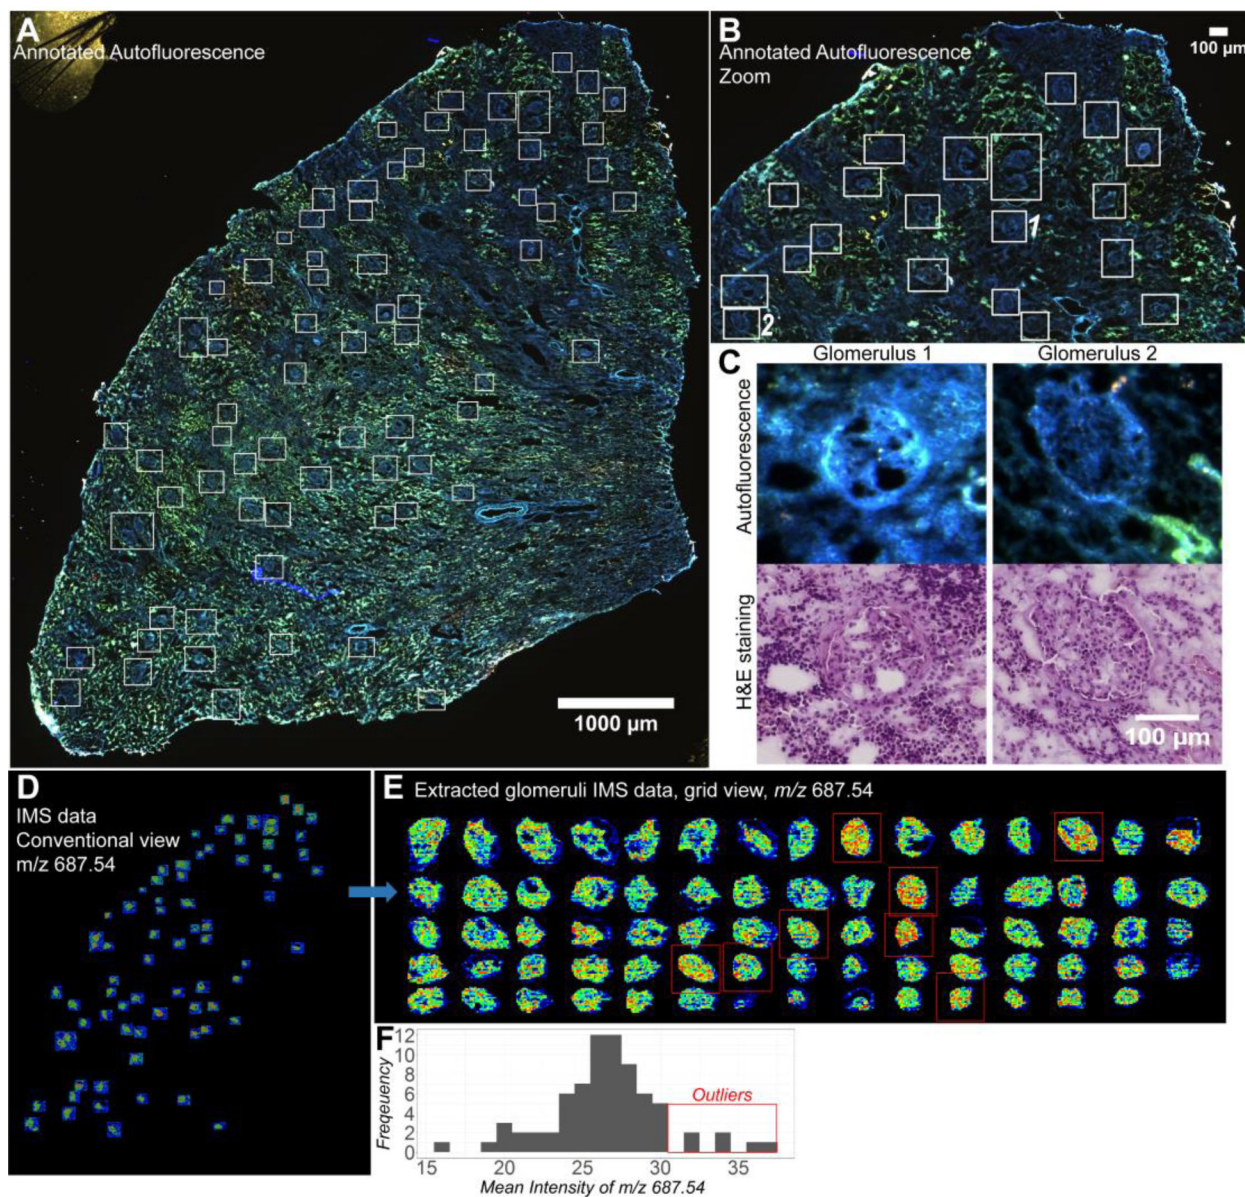 A
Annotated Autofluorescence
1000 µm
B
100 µm
Annotated Autofluorescence
Zoom
1
2
C
Glomerulus 1
Glomerulus 2
Autofluorescence
H&E staining
100 µm
D
IMS data
Conventional view
m/z 687.54
E
Extracted glomeruli IMS data, grid view, m/z 687.54
F
Freqeuency
12
10
8
6
4
2
0
Outliers
15 20 25 30 35
Mean Intensity of m/z 687.54